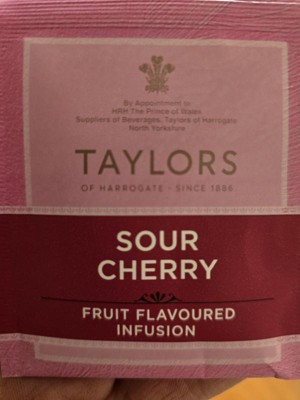 By Appointment to
HRH The Prince of Wales
Suppliers of Beverages, Taylors of Harrogate
North Yorkshire
TAYLORS
OF HARROGATE · SINCE 1886
SOUR
CHERRY
FRUIT FLAVOURED
INFUSION